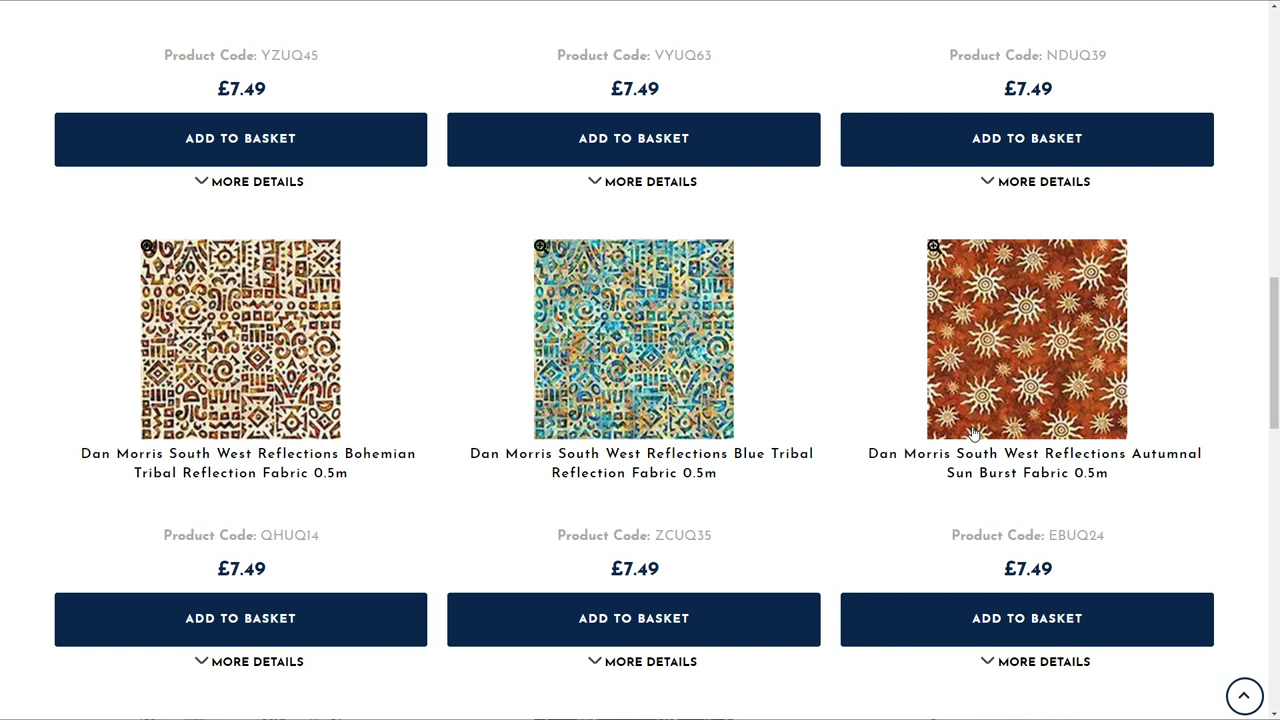 Product Code: YZUQ45
Product Code: VYUQ63
Product Code: NDUQ39
£7.49
£7.49
£7.49
ADD TO BASKET
ADD TO BASKET
ADD TO BASKET
MORE DETAILS
MORE DETAILS
MORE DETAILS
Dan Morris South West Reflections Bohemian
Tribal Reflection Fabric 0.5m
Dan Morris South West Reflections Blue Tribal
Reflection Fabric 0.5m
Dan Morris South West Reflections Autumnal
Sun Burst Fabric 0.5m
Product Code: QHUQ14
Product Code: ZCUQ35
Product Code: EBUQ24
£7.49
£7.49
£7.49
ADD TO BASKET
ADD TO BASKET
ADD TO BASKET
MORE DETAILS
MORE DETAILS
MORE DETAILS